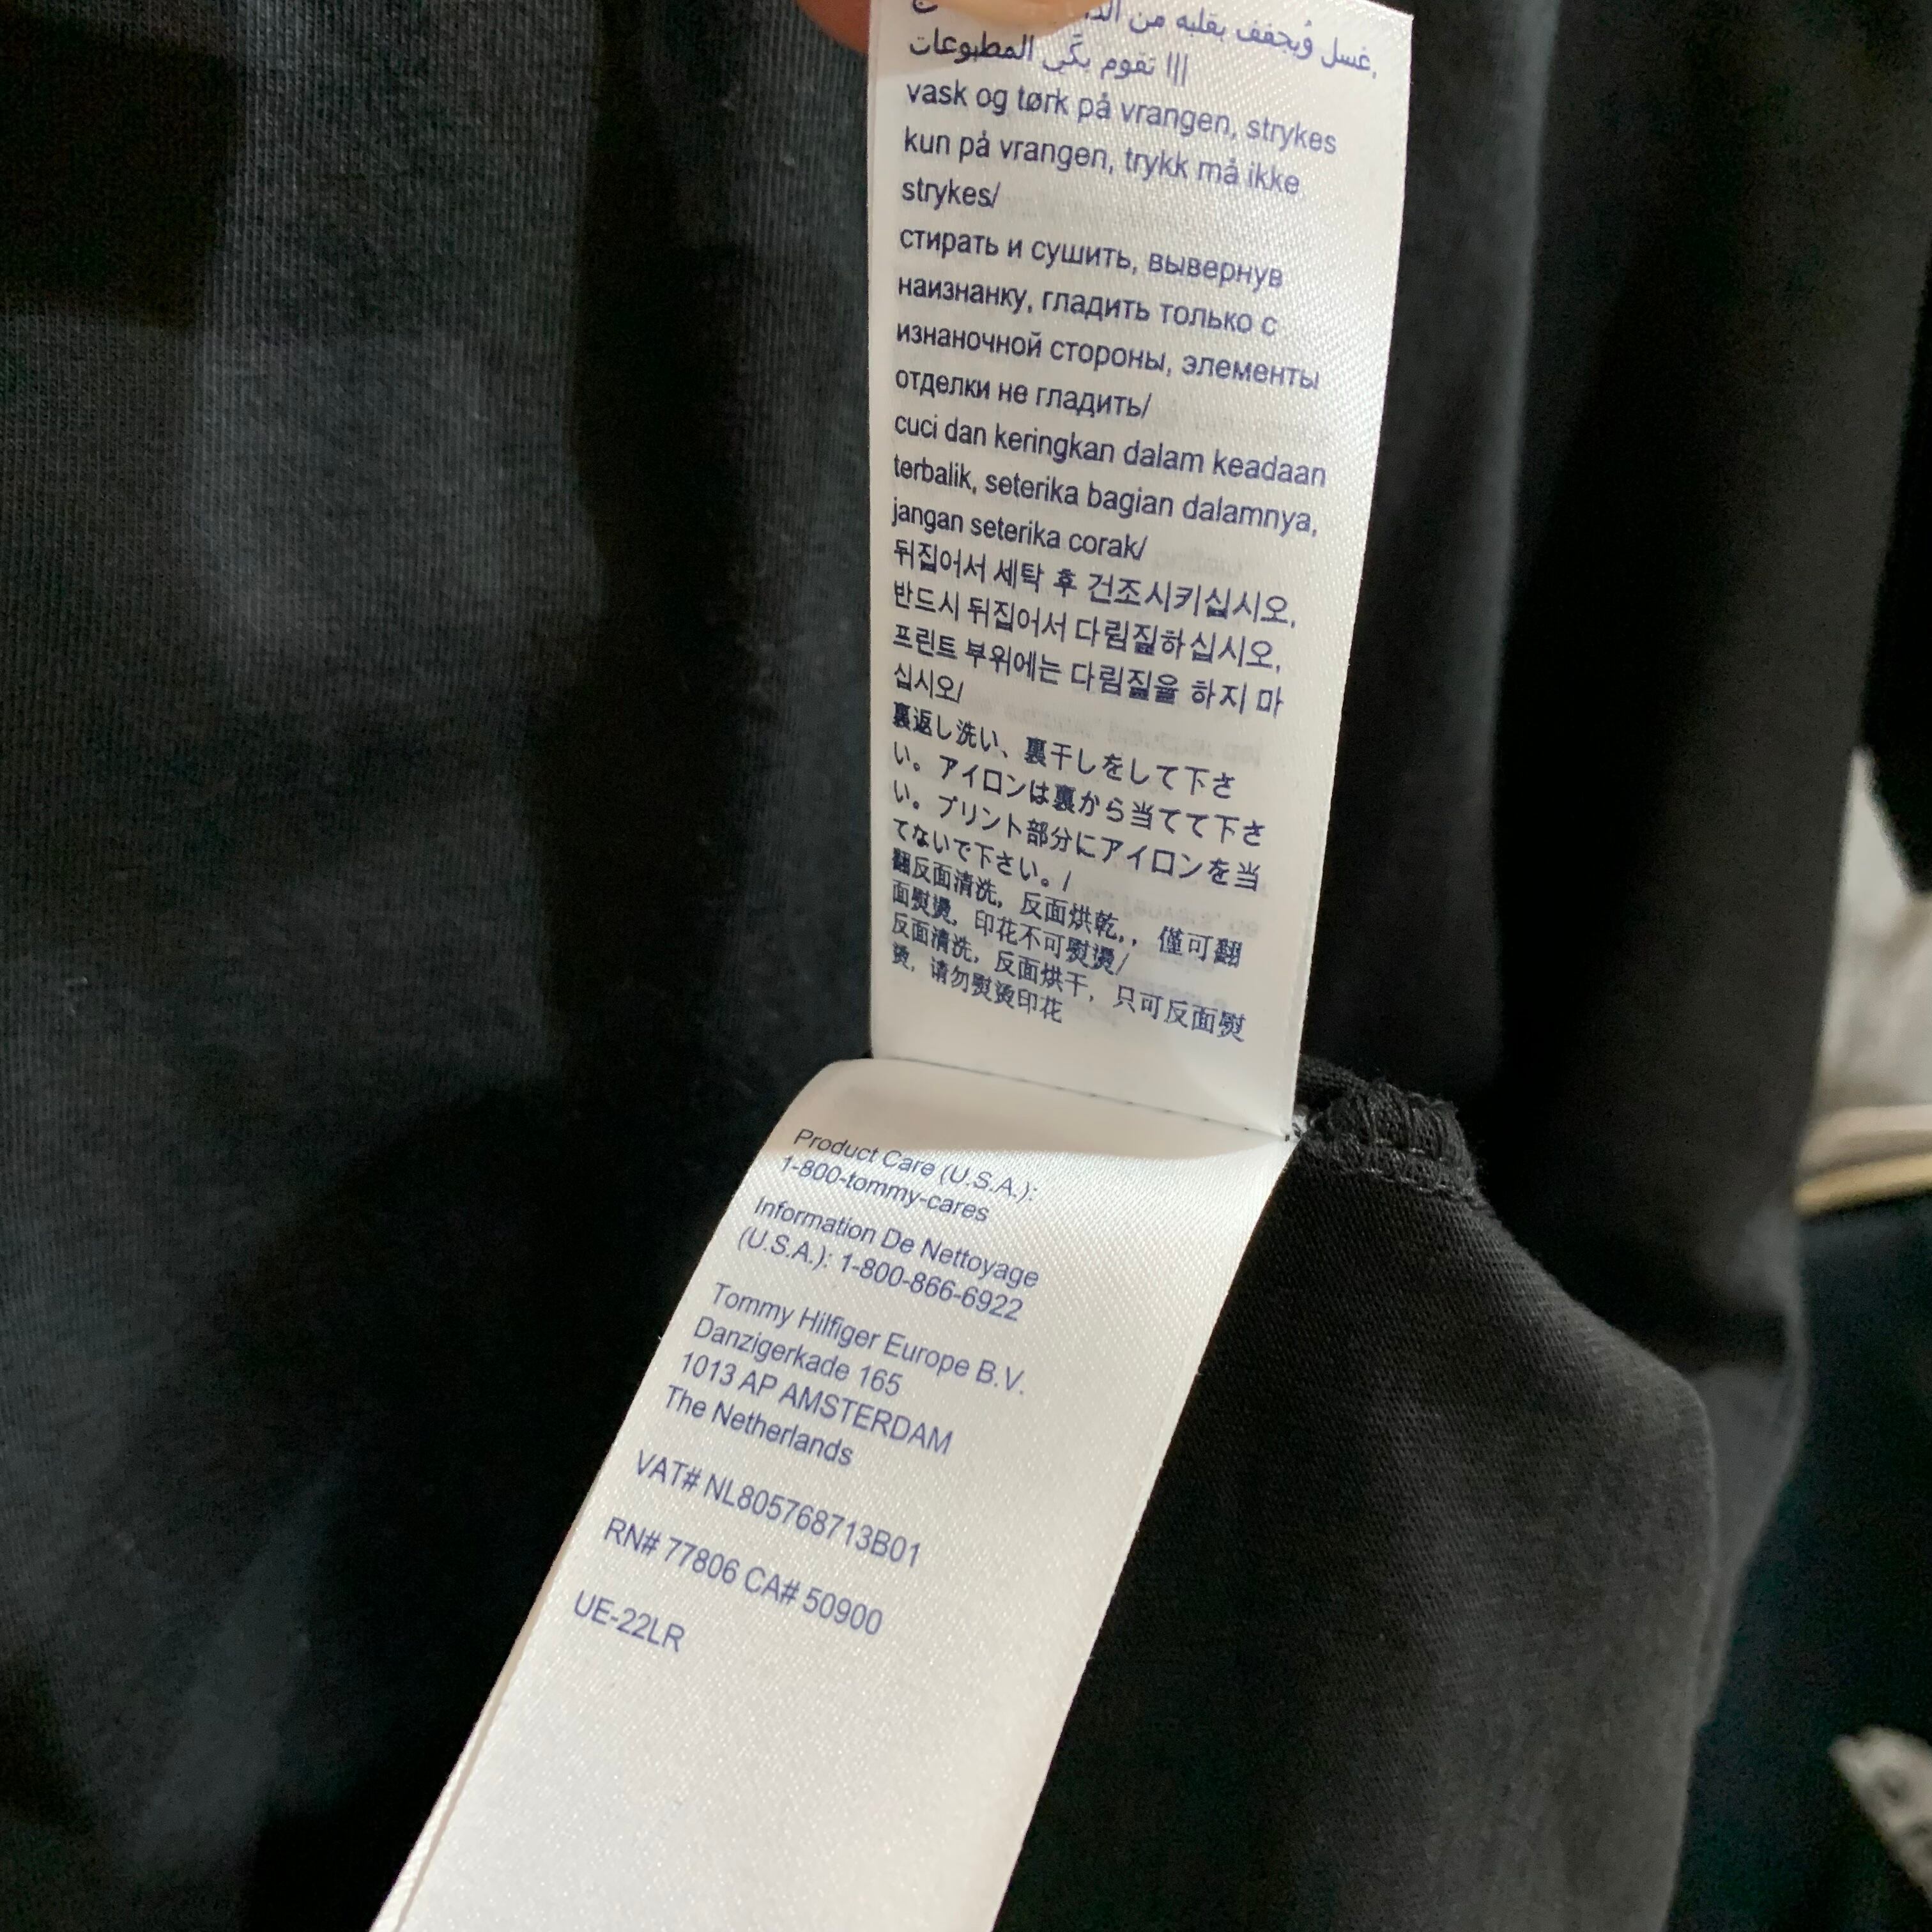 غسل وُيجفف بقلبه من
||| تقوم بكّي المطبوعات
vask og tørk på vrangen, strykes
kun på vrangen, trykk må ikke
strykes/
стирать и сушить, вывернув
наизнанку, гладить только с
изнаночной стороны, элементы
отделки не гладить/
cuci dan keringkan dalam keadaan
terbalik, seterika bagian dalamnya,
jangan seterika corak/
뒤집어서 세탁 후 건조시키십시오,
반드시 뒤집어서 다림질하십시오,
프린트 부위에는 다림질을 하지 마
십시오/
裏返し洗い、裏干しをして下さ
い。アイロンは裏から当てて下さ
い。プリント部分にアイロンを当
てないで下さい。/
翻反面清洗, 反面烘乾,, 僅可翻
面熨燙, 印花不可熨燙/
反面清洗, 反面烘干, 只可反面熨
烫, 请勿熨烫印花
Product Care (U.S.A.):
1-800-tommy-cares
Information De Nettoyage
(U.S.A.): 1-800-866-6922
Tommy Hilfiger Europe B.V.
Danzigerkade 165
1013 AP AMSTERDAM
The Netherlands
VAT# NL805768713B01
RN# 77806 CA# 50900
UE-22LR